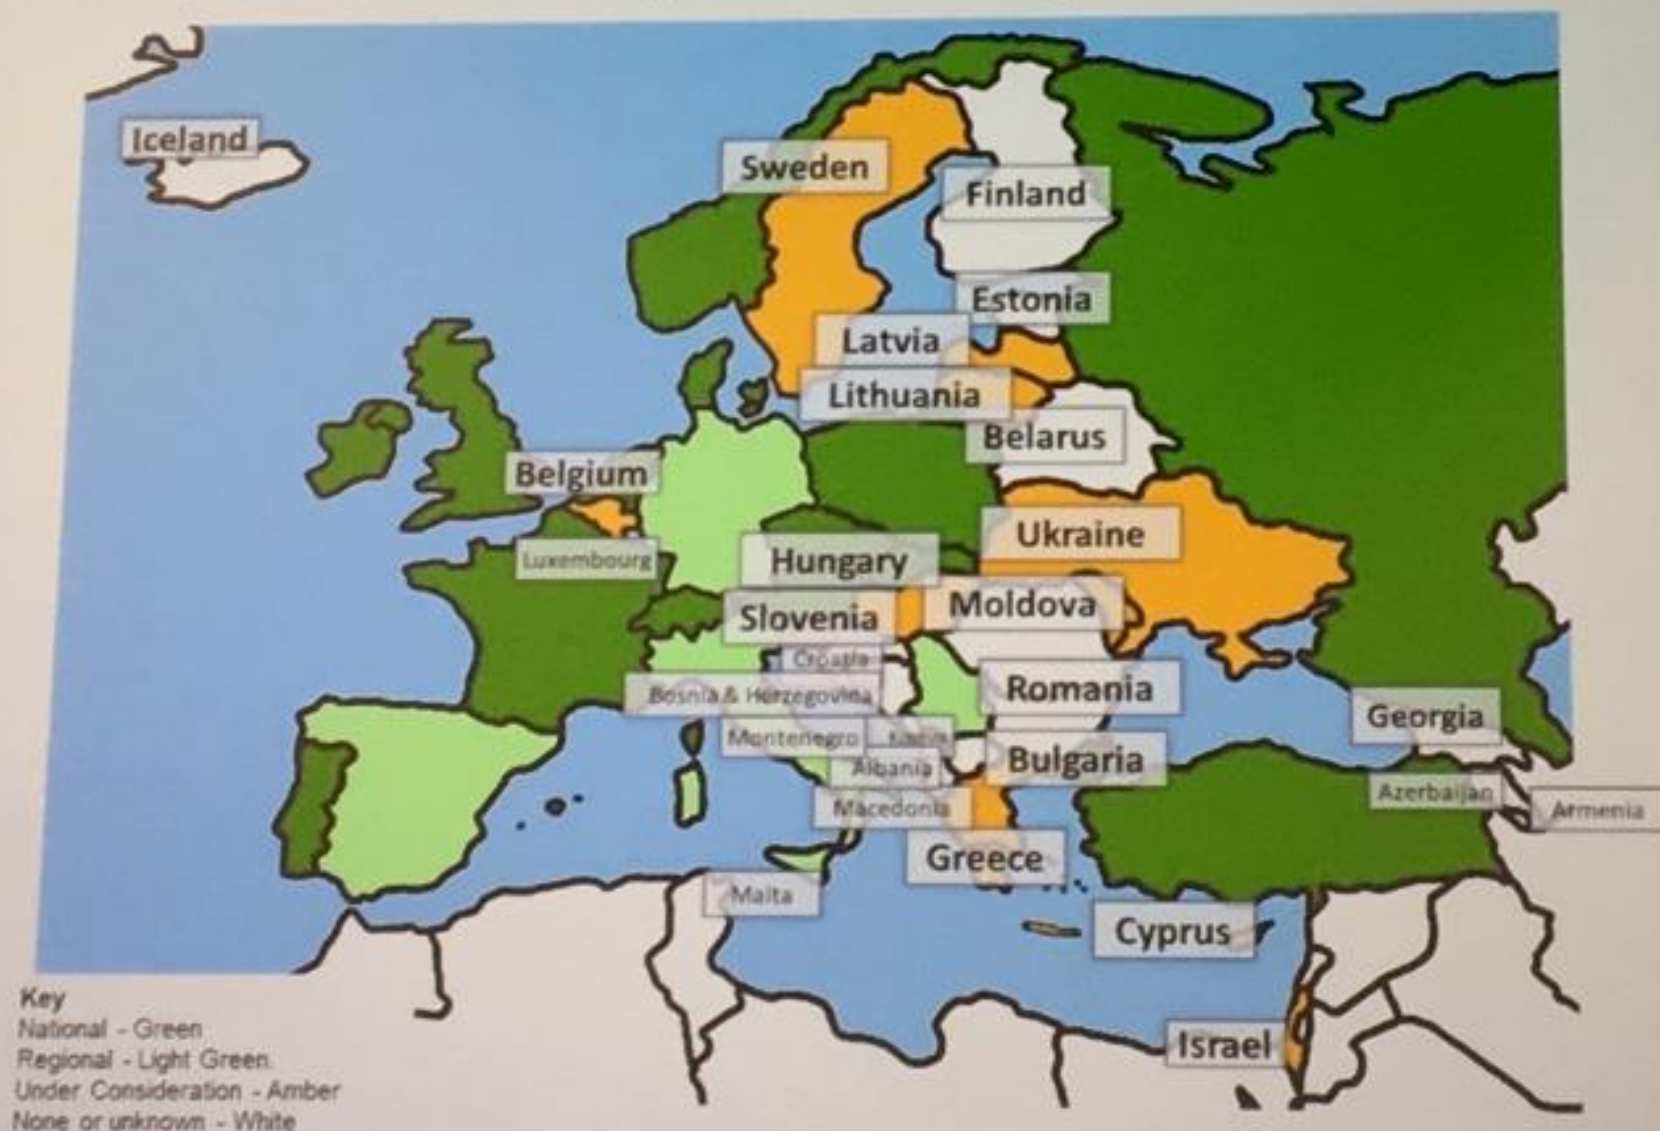 Iceland
Sweden
Finland
Estonia
Latvia
Lithuania
Belarus
Belgium
Ukraine
Luxembourg
Hungary
Moldova
Slovenia
Croatia
Bosnia & Herzegovina
Romania
Georgia
Montenegro
Bulgaria
Albania
Azerbaijan
Macedonia
Armenia
Greece
Malta
Cyprus
Israel
Key
National - Green
Regional - Light Green.
Under Consideration - Amber
None or unknown - White